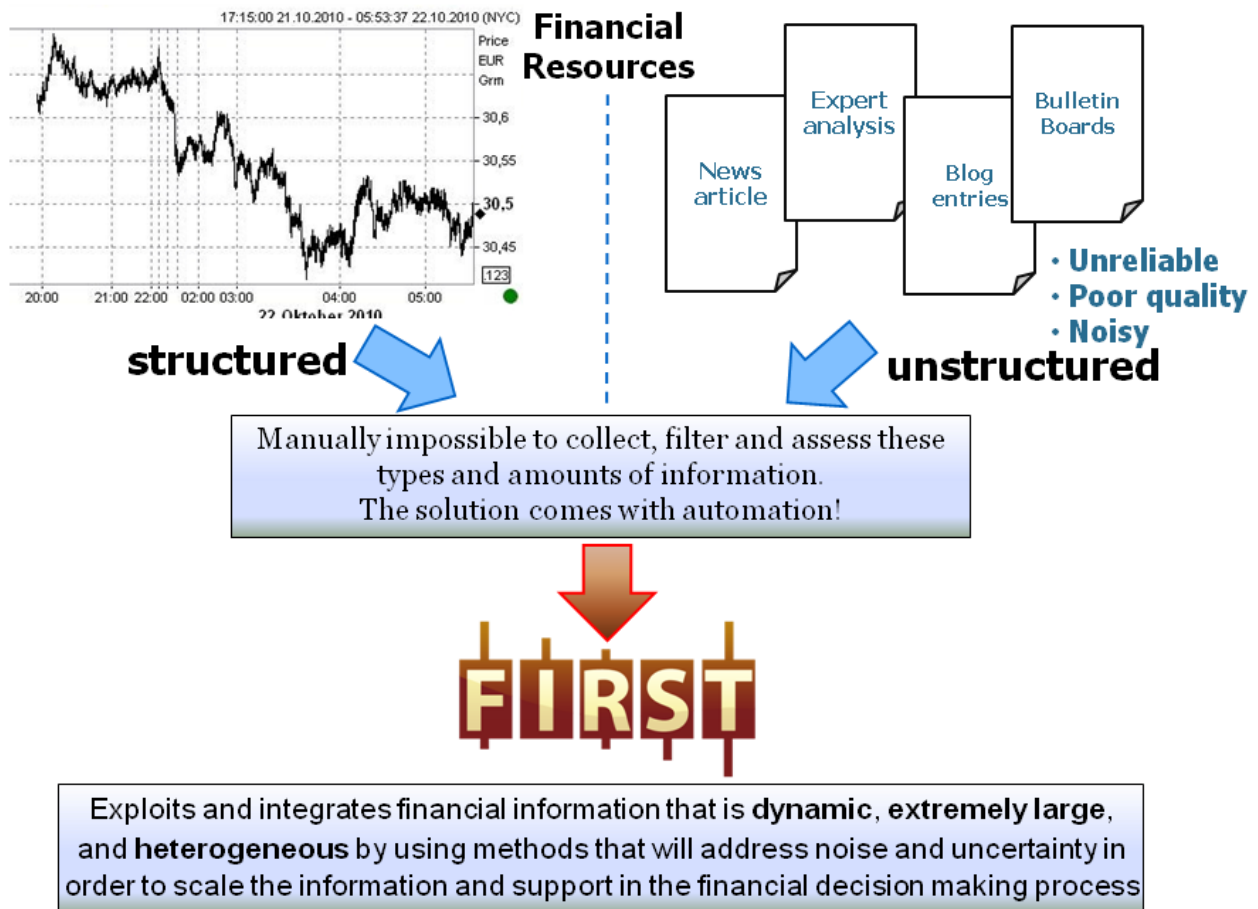 17:15:00 21.10.2010 - 05:53:37 22.10.2010 (NYC)
Price
EUR
Grm
30,6
30,55
30,5
30,45
.123
20:00 21:00 22:00 02:00 03:00 04:00 05:00
22 Oktober 2010
Financial
Resources
News
article
Expert
analysis
Blog
entries
Bulletin
Boards
• Unreliable
• Poor quality
• Noisy
structured
unstructured
Manually impossible to collect, filter and assess these
types and amounts of information.
The solution comes with automation!
FIRST
Exploits and integrates financial information that is dynamic, extremely large,
and heterogeneous by using methods that will address noise and uncertainty in
order to scale the information and support in the financial decision making process